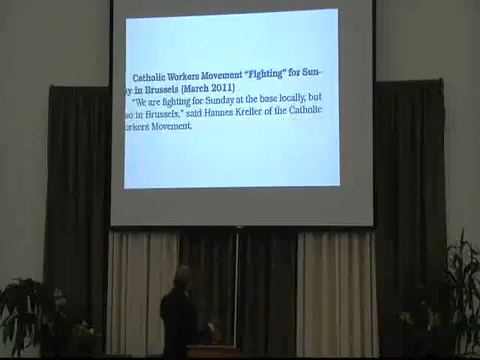 Catholic Workers Movement "Fighting" for Sun-
y in Brussels (March 2011)
"We are fighting for Sunday at the base locally, but
so in Brussels," said Hannes Kreller of the Catholic
orkers Movement.